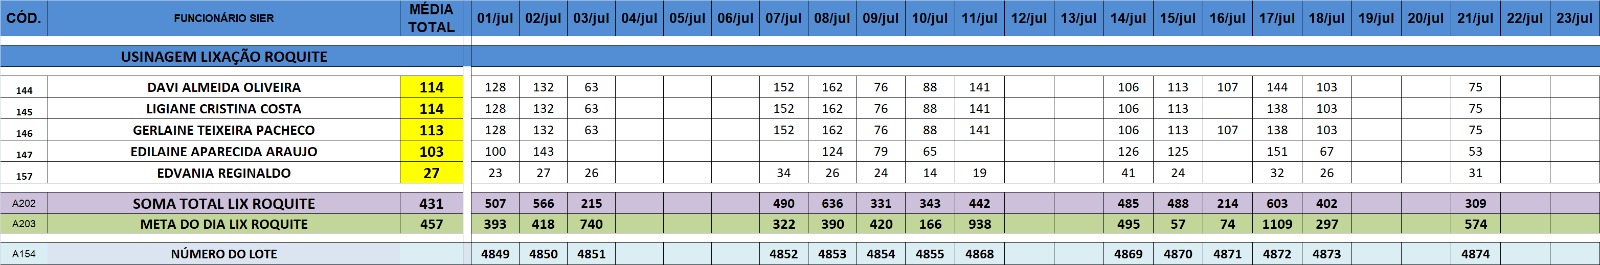 CÓD. FUNCIONÁRIO SIER MÉDIA TOTAL 01/jul 02/jul 03/jul 04/jul 05/jul 06/jul 07/jul 08/jul 09/jul 10/jul 11/jul 12/jul 13/jul 14/jul 15/jul 16/jul 17/jul 18/jul 19/jul 20/jul 21/jul 22/jul 23/jul
USINAGEM LIXAÇÃO ROQUITE
144 DAVI ALMEIDA OLIVEIRA 114 128 132 63 152 162 76 88 141 106 113 107 144 103 75
145 LIGIANE CRISTINA COSTA 114 128 132 63 152 162 76 88 141 106 113 138 103 75
146 GERLAINE TEIXEIRA PACHECO 113 128 132 63 152 162 76 88 141 106 113 107 138 103 75
147 EDILAINE APARECIDA ARAUJO 103 100 143 124 79 65 126 125 151 67 53
157 EDVANIA REGINALDO 27 23 27 26 34 26 24 14 19 41 24 32 26 31
A202 SOMA TOTAL LIX ROQUITE 431 507 566 215 490 636 331 343 442 485 488 214 603 402 309
A203 META DO DIA LIX ROQUITE 457 393 418 740 322 390 420 166 938 495 57 74 1109 297 574
A154 NÚMERO DO LOTE 4849 4850 4851 4852 4853 4854 4855 4868 4869 4870 4871 4872 4873 4874